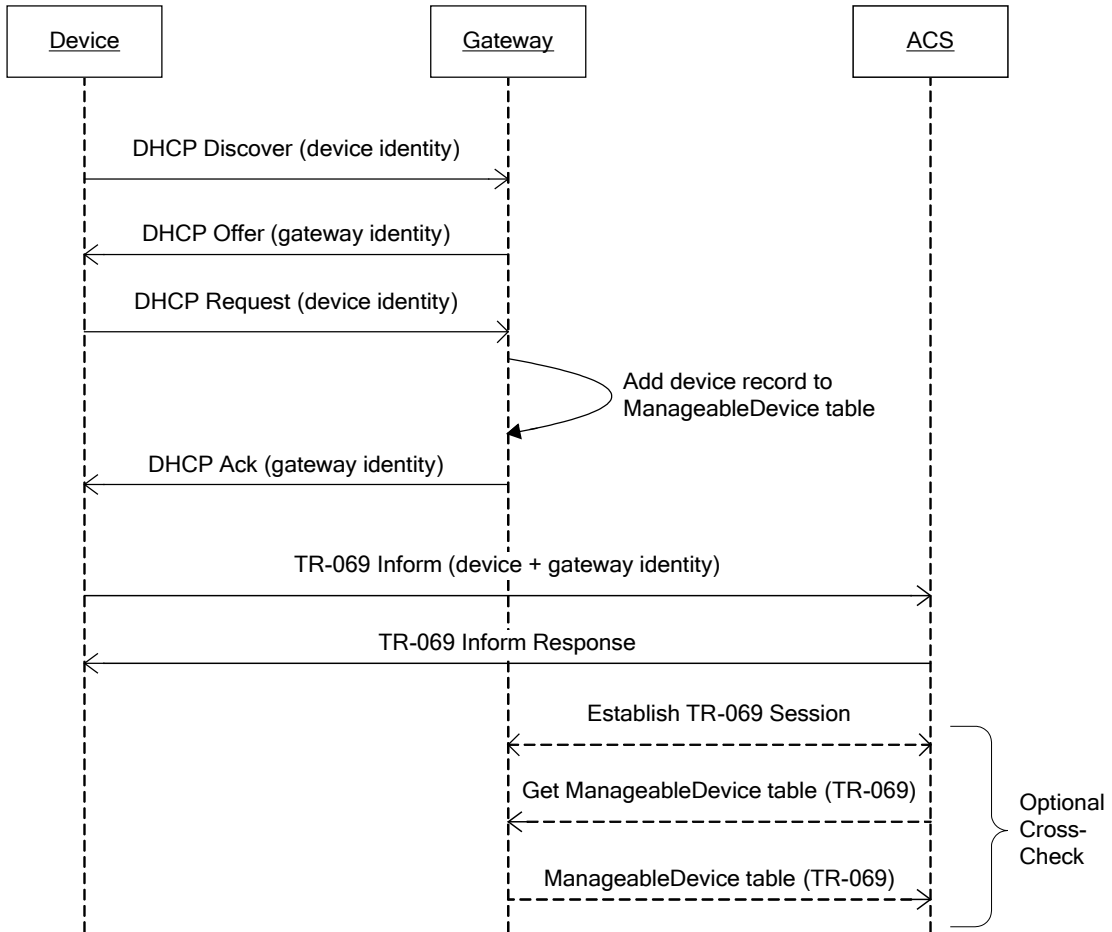 Device
Gateway
ACS
DHCP Discover (device identity)
DHCP Offer (gateway identity)
DHCP Request (device identity)
Add device record to
ManageableDevice table
DHCP Ack (gateway identity)
TR-069 Inform (device + gateway identity)
TR-069 Inform Response
Establish TR-069 Session
Get ManageableDevice table (TR-069)
ManageableDevice table (TR-069)
Optional
Cross-
Check